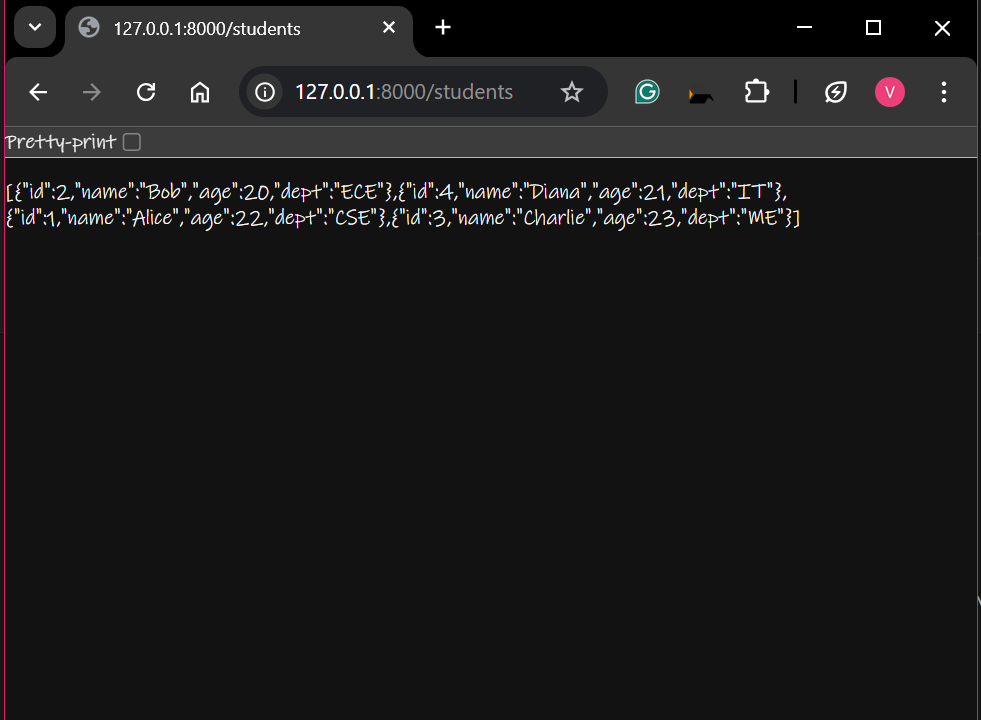 127.0.0.1:8000/students
127.0.0.1:8000/students
V
Pretty-print
[{"id":2,"name":"Bob","age":20,"dept":"ECE"},{"id":4,"name":"Diana","age":21,"dept":"IT"},
{"id":1,"name":"Alice","age":22,"dept":"CSE"},{"id":3,"name":"Charlie","age":23,"dept":"ME"}]